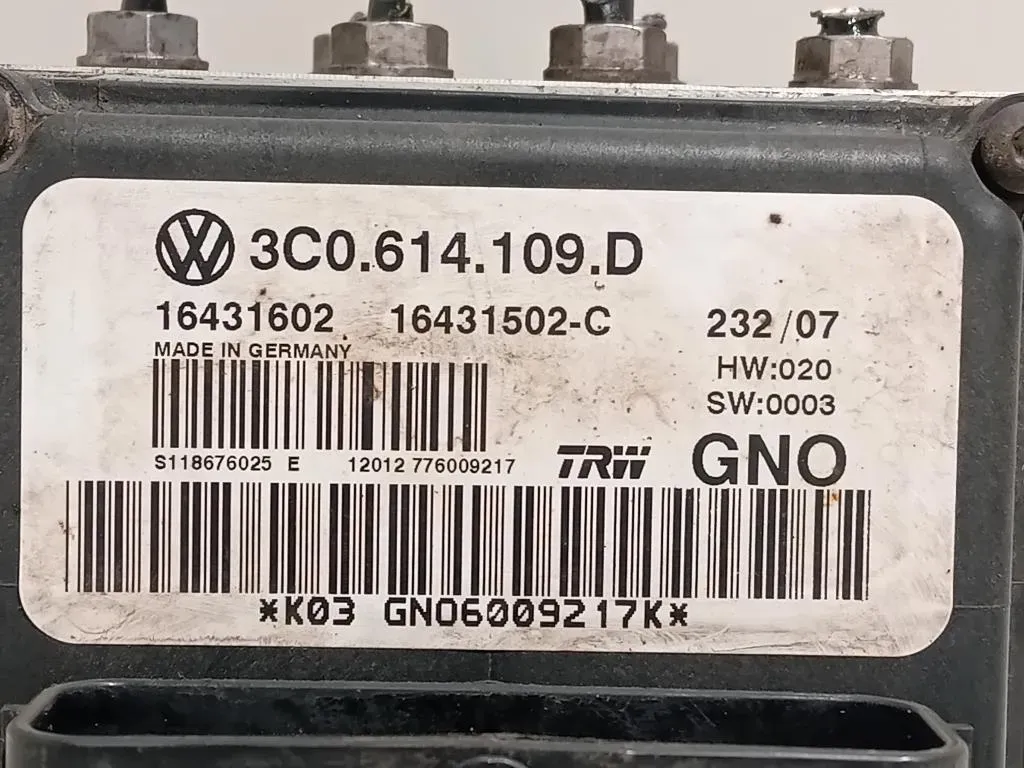 3C0.614.109.D
16431602 16431502-C 232/07
MADE IN GERMANY
HW:020
SW:0003
S118676025 E 12012 776009217
TRW GNO
*K03 GNO6009217K*